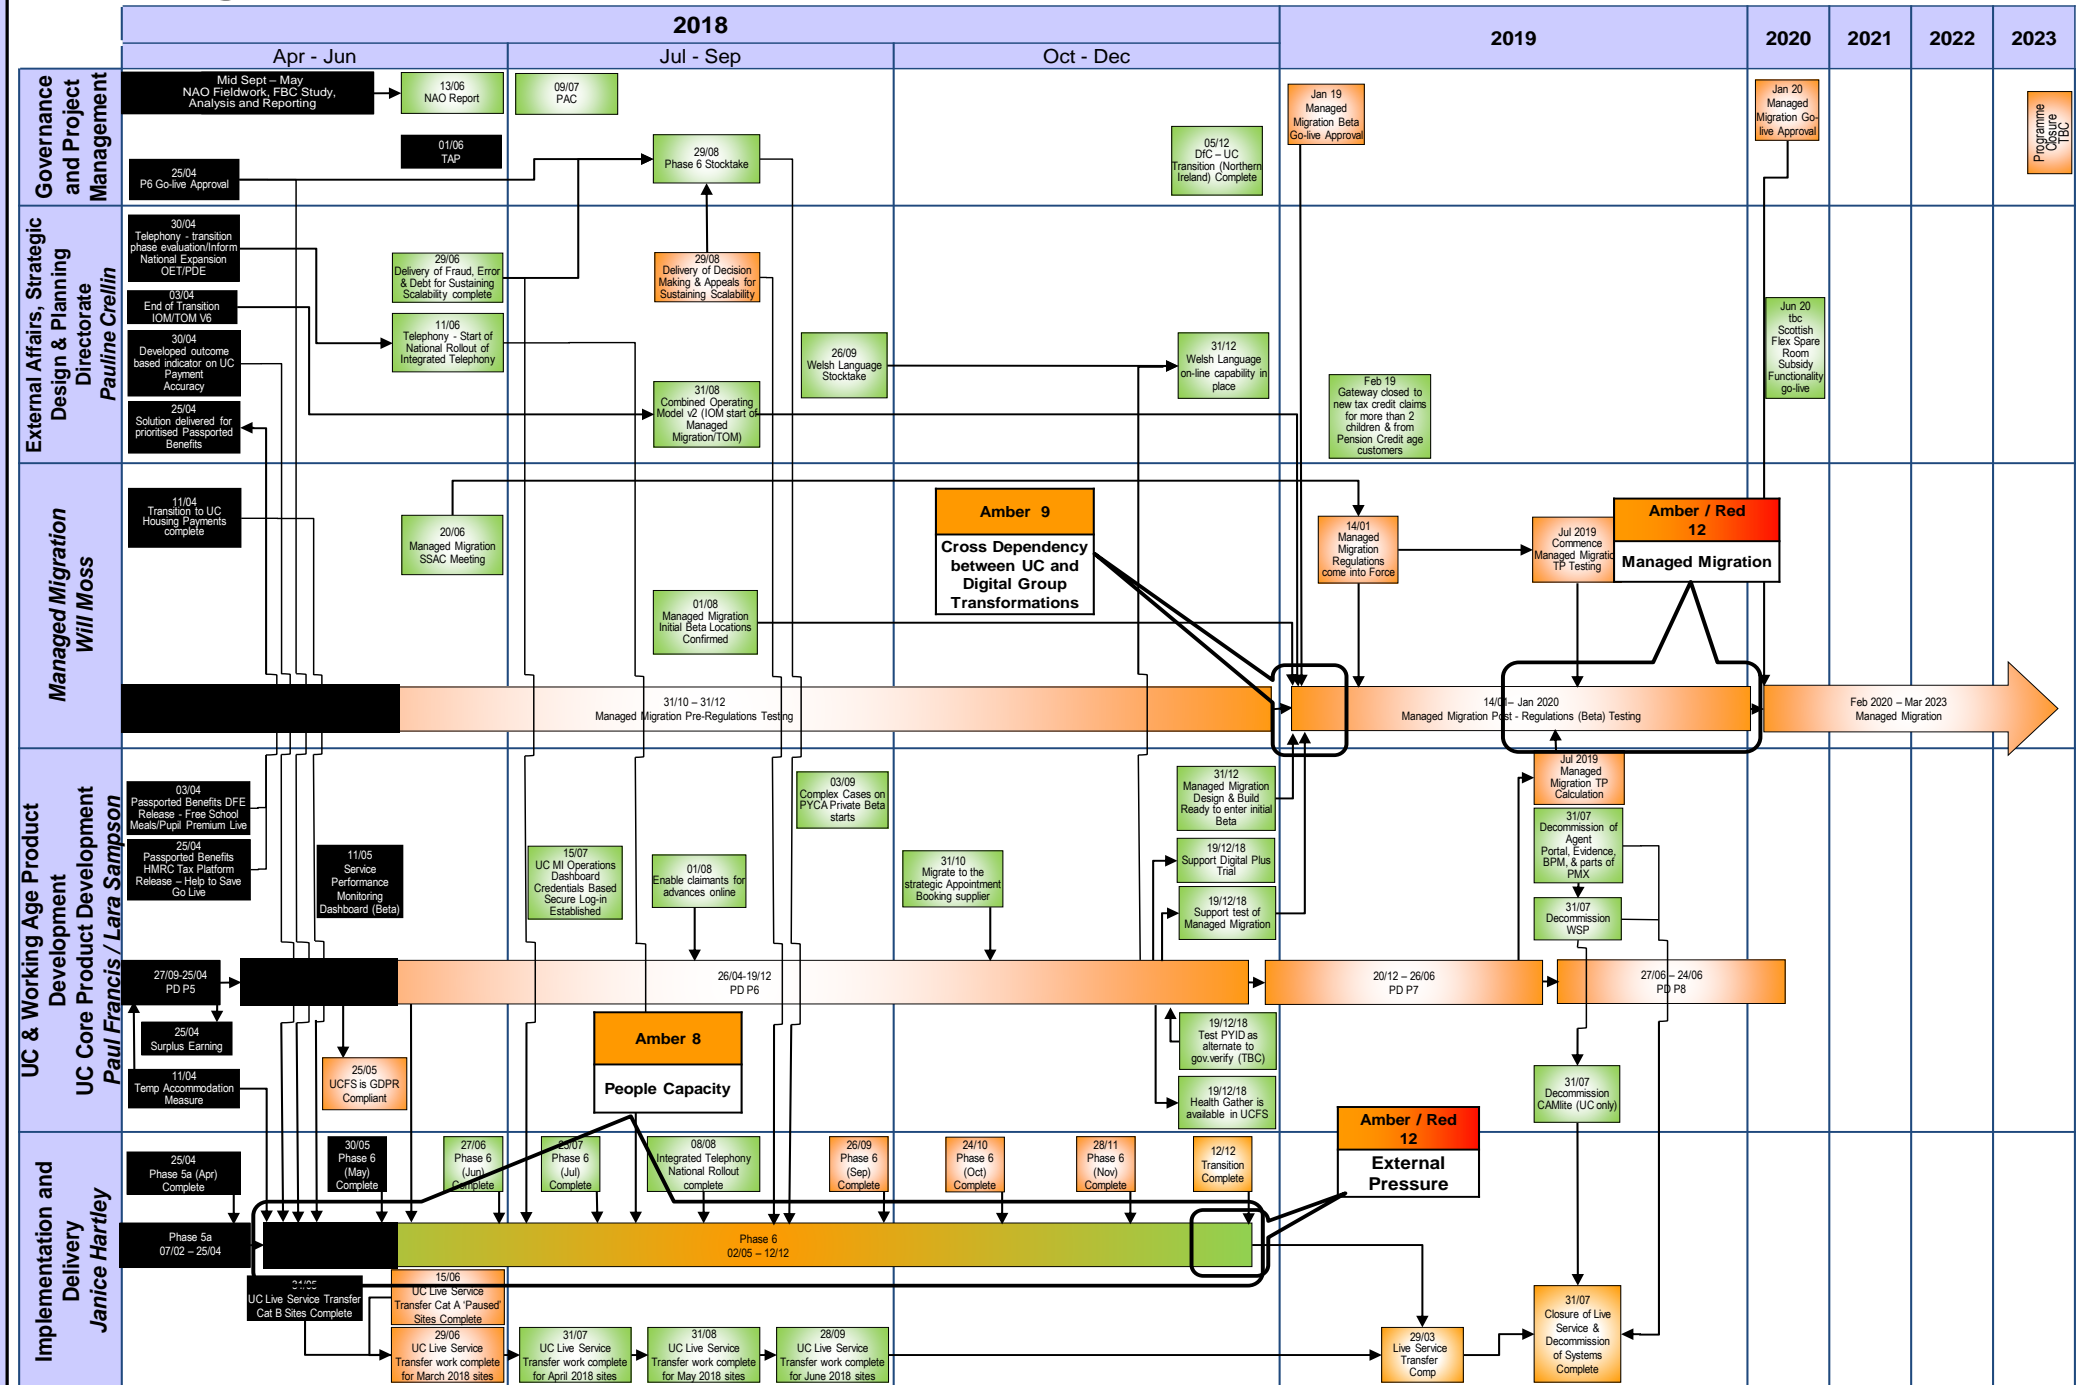 2018
2019
2020
2021
2022
2023
Apr - Jun
Jul - Sep
Oct - Dec
Governance
and Project
Management
Mid Sept – May
NAO Fieldwork, FBC Study,
Analysis and Reporting
13/06
NAO Report
09/07
PAC
01/06
TAP
25/04
P6 Go-live Approval
29/08
Phase 6 Stocktake
05/12
DfC – UC
Transition (Northern
Ireland) Complete
Jan 19
Managed
Migration Beta
Go-live Approval
Jan 20
Managed
Migration Go-
live Approval
Programme
Closure
TBC
External Affairs, Strategic
Design & Planning
Directorate
Pauline Crellin
30/04
Telephony - transition
phase evaluation/Inform
National Expansion
OET/PDE
03/04
End of Transition
IOM/TOM V6
30/04
Developed outcome
based indicator on UC
Payment
Accuracy
25/04
Solution delivered for
prioritised Passported
Benefits
29/06
Delivery of Fraud, Error
& Debt for Sustaining
Scalability complete
11/06
Telephony - Start of
National Rollout of
Integrated Telephony
29/08
Delivery of Decision
Making & Appeals for
Sustaining Scalability
31/08
Combined Operating
Model v2 (IOM start of
Managed
Migration/TOM)
26/09
Welsh Language
Stocktake
31/12
Welsh Language
on-line capability in
place
Feb 19
Gateway closed to
new tax credit claims
for more than 2
children & from
Pension Credit age
customers
Jun 20
tbc
Scottish
Flex Spare
Room
Subsidy
Functionality
go-live
Managed Migration
Will Moss
11/04
Transition to UC
Housing Payments
complete
20/06
Managed Migration
SSAC Meeting
01/08
Managed Migration
Initial Beta Locations
Confirmed
Amber 9
Cross Dependency
between UC and
Digital Group
Transformations
14/01
Managed
Migration
Regulations
come into Force
Jul 2019
Commence
Managed Migratio
TP Testing
Amber / Red
12
Managed Migration
31/10 – 31/12
Managed Migration Pre-Regulations Testing
14/01– Jan 2020
Managed Migration Post - Regulations (Beta) Testing
Feb 2020 – Mar 2023
Managed Migration
UC & Working Age Product
Development
UC Core Product Development
Paul Francis / Lara Sampson
03/04
Passported Benefits DFE
Release - Free School
Meals/Pupil Premium Live
25/04
Passported Benefits
HMRC Tax Platform
Release – Help to Save
Go Live
11/05
Service
Performance
Monitoring
Dashboard (Beta)
15/07
UC MI Operations
Dashboard
Credentials Based
Secure Log-in
Established
01/08
Enable claimants for
advances online
03/09
Complex Cases on
PYCA Private Beta
starts
31/10
Migrate to the
strategic Appointment
Booking supplier
31/12
Managed Migration
Design & Build
Ready to enter initial
Beta
19/12/18
Support Digital Plus
Trial
19/12/18
Support test of
Managed Migration
Jul 2019
Managed
Migration TP
Calculation
31/07
Decommission of
Agent
Portal, Evidence,
BPM, & parts of
PMX
31/07
Decommission
WSP
27/09-25/04
PD P5
26/04-19/12
PD P6
20/12 – 26/06
PD P7
27/06 – 24/06
PD P8
25/04
Surplus Earning
11/04
Temp Accommodation
Measure
25/05
UCFS is GDPR
Compliant
Amber 8
People Capacity
19/12/18
Test PYID as
alternate to
gov.verify (TBC)
19/12/18
Health Gather is
available in UCFS
31/07
Decommission
CAMlite (UC only)
Amber / Red
12
External
Pressure
Implementation and
Delivery
Janice Hartley
25/04
Phase 5a (Apr)
Complete
30/05
Phase 6
(May)
Complete
27/06
Phase 6
(Jun)
Complete
25/07
Phase 6
(Jul)
Complete
08/08
Integrated Telephony
National Rollout
complete
26/09
Phase 6
(Sep)
Complete
24/10
Phase 6
(Oct)
Complete
28/11
Phase 6
(Nov)
Complete
12/12
Transition
Complete
Phase 5a
07/02 – 25/04
Phase 6
02/05 – 12/12
31/05
UC Live Service Transfer
Cat B Sites Complete
15/06
UC Live Service
Transfer Cat A 'Paused'
Sites Complete
29/06
UC Live Service
Transfer work complete
for March 2018 sites
31/07
UC Live Service
Transfer work complete
for April 2018 sites
31/08
UC Live Service
Transfer work complete
for May 2018 sites
28/09
UC Live Service
Transfer work complete
for June 2018 sites
29/03
Live Service
Transfer
Comp
31/07
Closure of Live
Service &
Decommission
of Systems
Complete